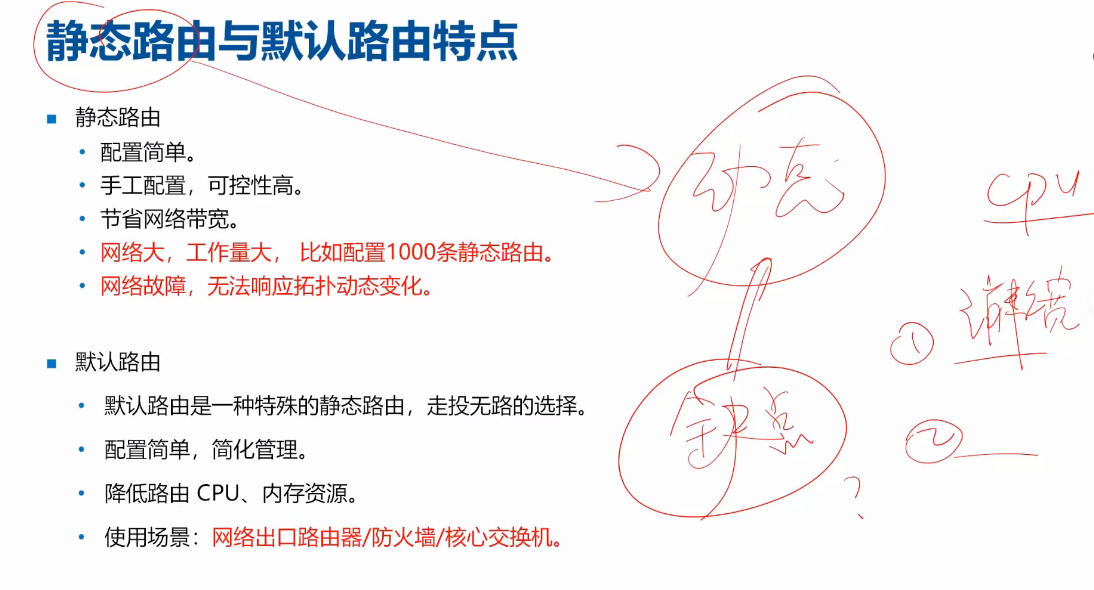 静态路由与默认路由特点
静态路由
配置简单。
手工配置，可控性高。
节省网络带宽。
网络大，工作量大， 比如配置1000条静态路由。
网络故障，无法响应拓扑动态变化。
默认路由
默认路由是一种特殊的静态路由，走投无路的选择。
配置简单，简化管理。
降低路由 CPU、内存资源。
使用场景：网络出口路由器/防火墙/核心交换机。
动态
CPU
①
缺点
②
?